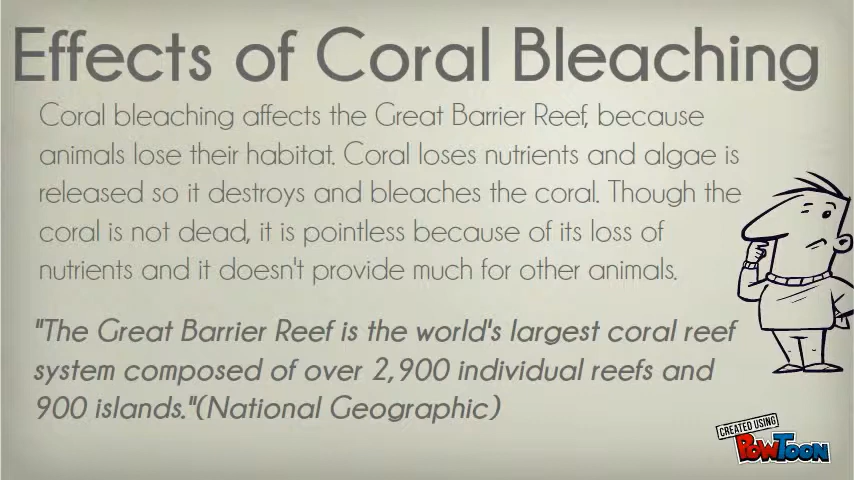 Effects of Coral Bleaching
Coral bleaching affects the Great Barrier Reef, because
animals lose their habitat. Coral loses nutrients and algae is
released so it destroys and bleaches the coral. Though the
coral is not dead, it is pointless because of its loss of
nutrients and it doesn't provide much for other animals.
"The Great Barrier Reef is the world's largest coral reef
system composed of over 2,900 individual reefs and
900 islands."(National Geographic)
CREATED USING
POWTOON